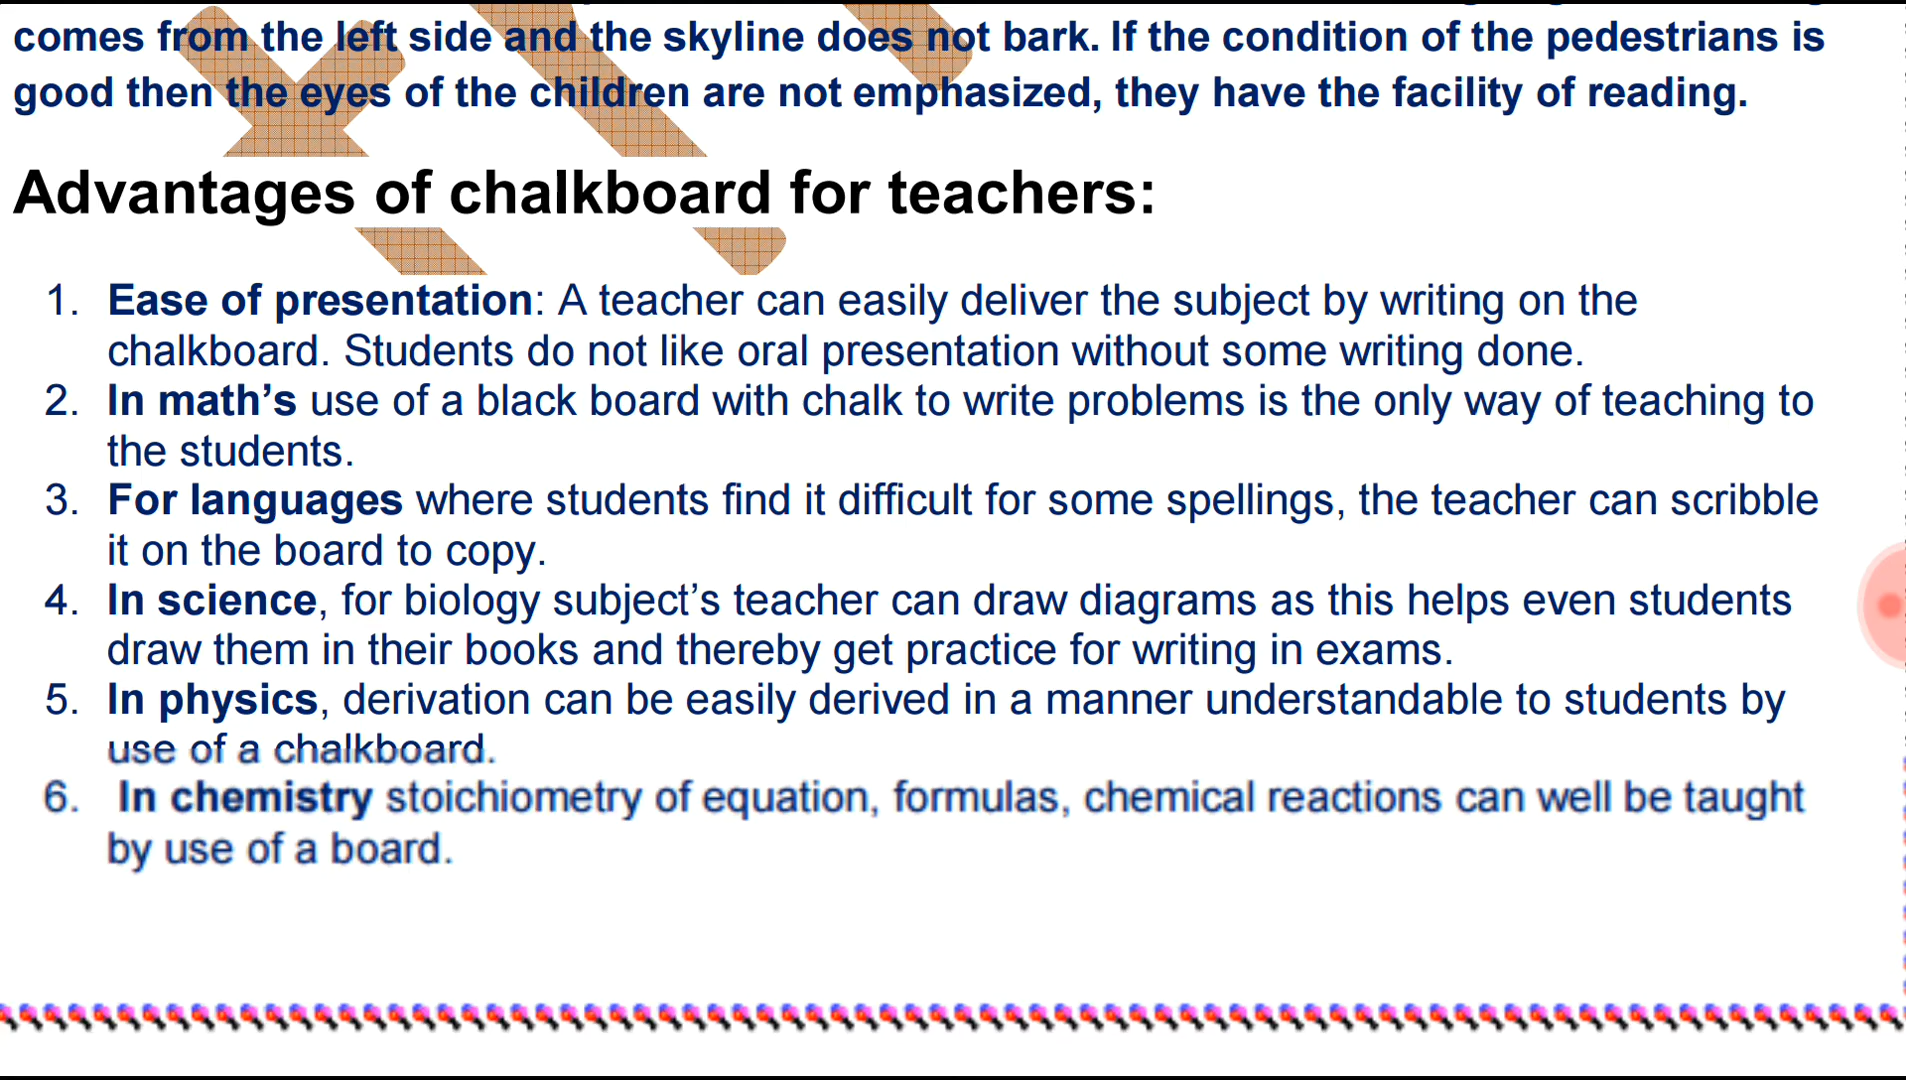 comes from the left side and the skyline does not bark. If the condition of the pedestrians is
good then the eyes of the children are not emphasized, they have the facility of reading.
Advantages of chalkboard for teachers:
1. Ease of presentation: A teacher can easily deliver the subject by writing on the
chalkboard. Students do not like oral presentation without some writing done.
2. In math’s use of a black board with chalk to write problems is the only way of teaching to
the students.
3. For languages where students find it difficult for some spellings, the teacher can scribble
it on the board to copy.
4. In science, for biology subject’s teacher can draw diagrams as this helps even students
draw them in their books and thereby get practice for writing in exams.
5. In physics, derivation can be easily derived in a manner understandable to students by
use of a chalkboard.
6. In chemistry stoichiometry of equation, formulas, chemical reactions can well be taught
by use of a board.